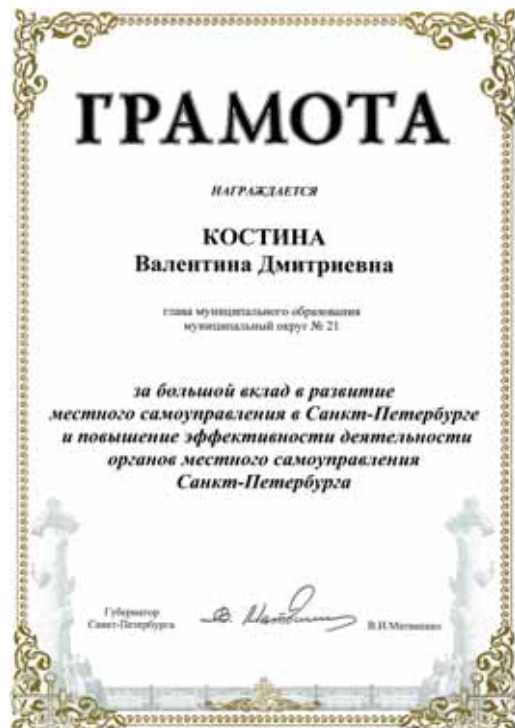 ГРАМОТА
НАГРАЖДАЕТСЯ
КОСТИНА
Валентина Дмитриевна
глава муниципального образования
муниципальный округ № 21
за большой вклад в развитие
местного самоуправления в Санкт-Петербурге
и повышение эффективности деятельности
органов местного самоуправления
Санкт-Петербурга
Губернатор
Санкт-Петербурга
В.И.Матвиенко